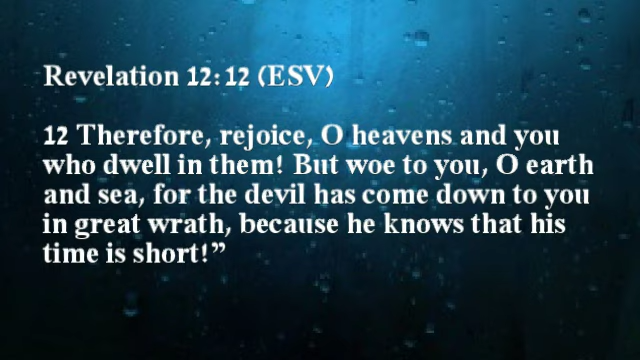 Revelation 12:12 (ESV)
12 Therefore, rejoice, O heavens and you
who dwell in them! But woe to you, O earth
and sea, for the devil has come down to you
in great wrath, because he knows that his
time is short!”